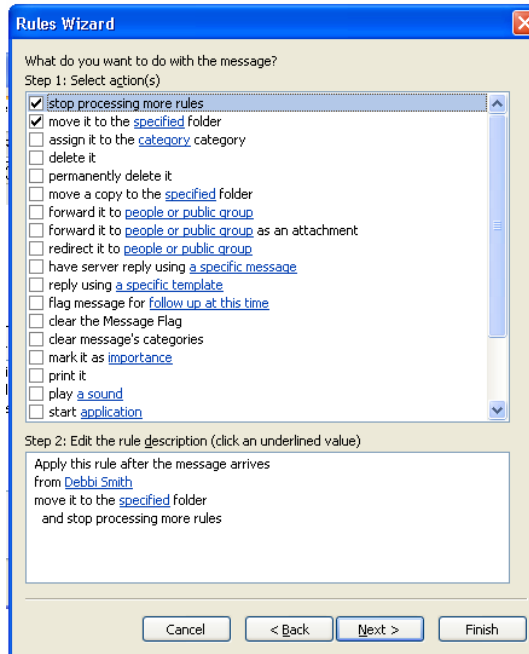 Rules Wizard
What do you want to do with the message?
Step 1: Select action(s)
stop processing more rules
move it to the specified folder
assign it to the category category
delete it
permanently delete it
move a copy to the specified folder
forward it to people or public group
forward it to people or public group as an attachment
redirect it to people or public group
have server reply using a specific message
reply using a specific template
flag message for follow up at this time
clear the Message Flag
clear message's categories
mark it as importance
print it
play a sound
start application
Step 2: Edit the rule description (click an underlined value)
Apply this rule after the message arrives
from Debbi Smith
move it to the specified folder
and stop processing more rules
Cancel < Back Next > Finish